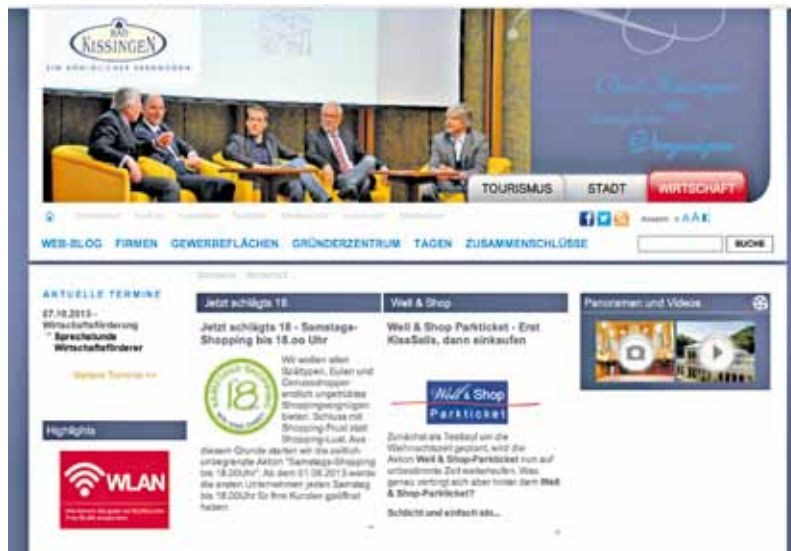 BAD
KISSINGEN
TOURISMUS STADT WIRTSCHAFT
AAA
WEB-BLOG FIRMEN GEWERBEFLÄCHEN GRÜNDERZENTRUM TAGEN ZUSAMMENSCHLÜSSE
SUCHE
AKTUELLE TERMINE
07.10.2013 -
Wirtschaftsförderung
Sprechstunde
Wirtschaftsförderer
Weitere Termine >>
Highlights
WLAN
Jetzt schlägts 18
Jetzt schlägts 18 - Samstags-
Shopping bis 18.oo Uhr
18
Wir wollen allen
Spättypen, Eulen und
Genussshopper
endlich ungetrübtes
Shoppingvergnügen
bieten. Schluss mit
Shopping-Frust statt
Shopping-Lust. Aus
diesem Grunde starten wir die zeitlich
unbegrenzte Aktion "Samstags-Shopping
bis 18.00Uhr". Ab dem 01.06.2013 werde
die ersten Unternehmen jeden Samstag
bis 18.00Uhr für Ihre Kunden geöffnet
haben
Well & Shop
Well & Shop Parkticket - Erst
KissSalis, dann einkaufen
Well & Shop
Parkticket
Zunächst als Testlauf um die
Weihnachtszeit geplant, wird die
Aktion Well & Shop-Parkticket nun auf
unbestimmte Zeit weiterlaufen. Was
genau verbirgt sich aber hinter dem Well
& Shop-Parkticket?
Schlicht und einfach ein...
Panoramen und Videos